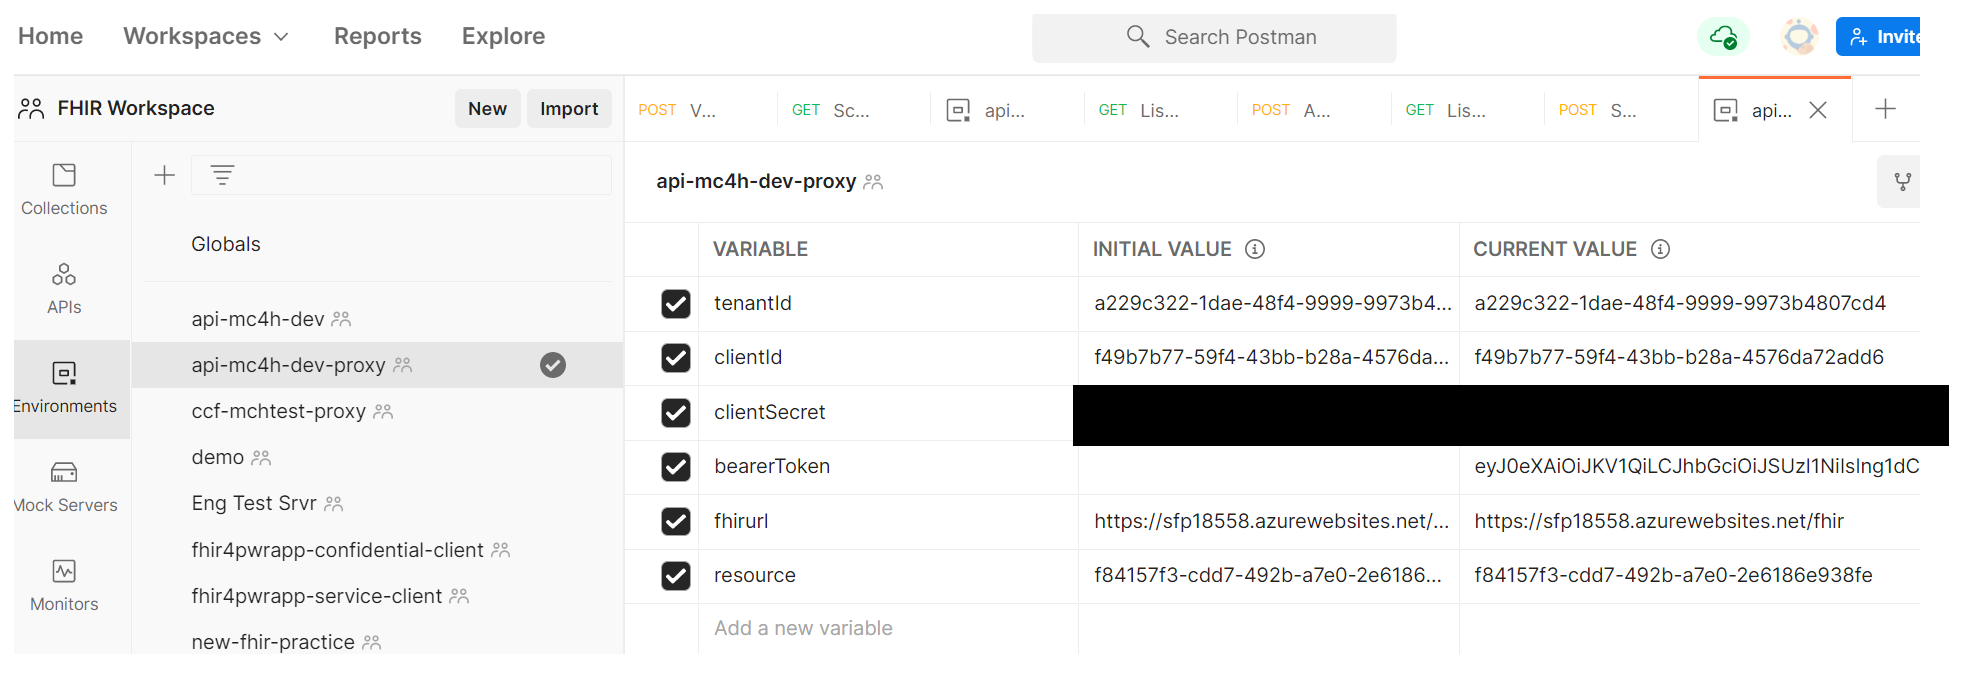 Home Workspaces Reports Explore Search Postman Invite
FHIR Workspace New Import
POST V... GET Sc... api... GET Lis... POST A... GET Lis... POST S... api...
Collections
APIs
Environments
Mock Servers
Monitors
Globals
api-mc4h-dev
api-mc4h-dev-proxy
ccf-mchtest-proxy
demo
Eng Test Srvr
fhir4pwrapp-confidential-client
fhir4pwrapp-service-client
new-fhir-practice
api-mc4h-dev-proxy
VARIABLE INITIAL VALUE CURRENT VALUE
tenantId a229c322-1dae-48f4-9999-9973b4... a229c322-1dae-48f4-9999-9973b4807cd4
clientId f49b7b77-59f4-43bb-b28a-4576da... f49b7b77-59f4-43bb-b28a-4576da72add6
clientSecret
bearerToken eyJ0eXAiOiJKV1QiLCJhbGciOiJSUzI1NiIsIng1dC
fhirurl https://sfp18558.azurewebsites.net/... https://sfp18558.azurewebsites.net/fhir
resource f84157f3-cdd7-492b-a7e0-2e6186... f84157f3-cdd7-492b-a7e0-2e6186e938fe
Add a new variable